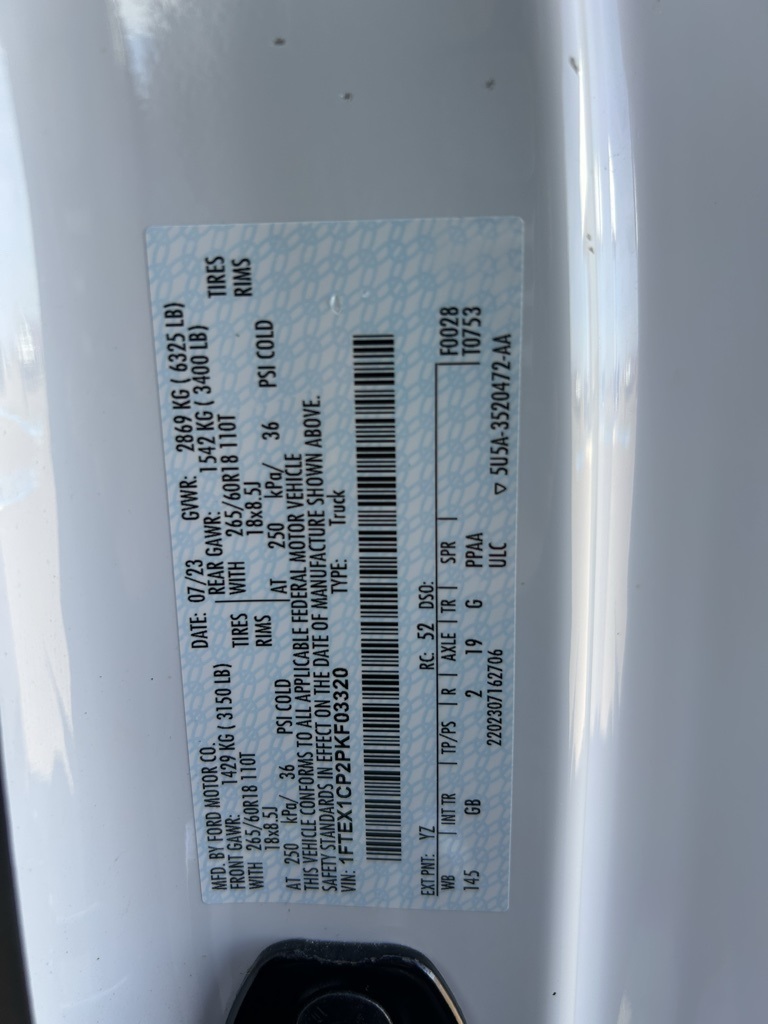 MFD. BY FORD MOTOR CO. DATE: 07/23 GVWR: 2869 KG ( 6325 LB)
FRONT GAWR: 1429 KG ( 3150 LB) REAR GAWR: 1542 KG ( 3400 LB)
WITH 265/60R18 110T TIRES WITH 265/60R18 110T TIRES
18x8.5J RIMS 18x8.5J RIMS
AT 250 kPa/ 36 PSI COLD AT 250 kPa/ 36 PSI COLD
THIS VEHICLE CONFORMS TO ALL APPLICABLE FEDERAL MOTOR VEHICLE
SAFETY STANDARDS IN EFFECT ON THE DATE OF MANUFACTURE SHOWN ABOVE.
VIN: 1FTEX1CP2PKF03320 TYPE: Truck
EXT PNT: YZ RC: 52 DSO: F0028
WB INT TR TP/PS R AXLE TR SPR T0753
145 GB 2 19 G PPAA
2202307162706 ULC ▽ 5U5A-3520472-AA